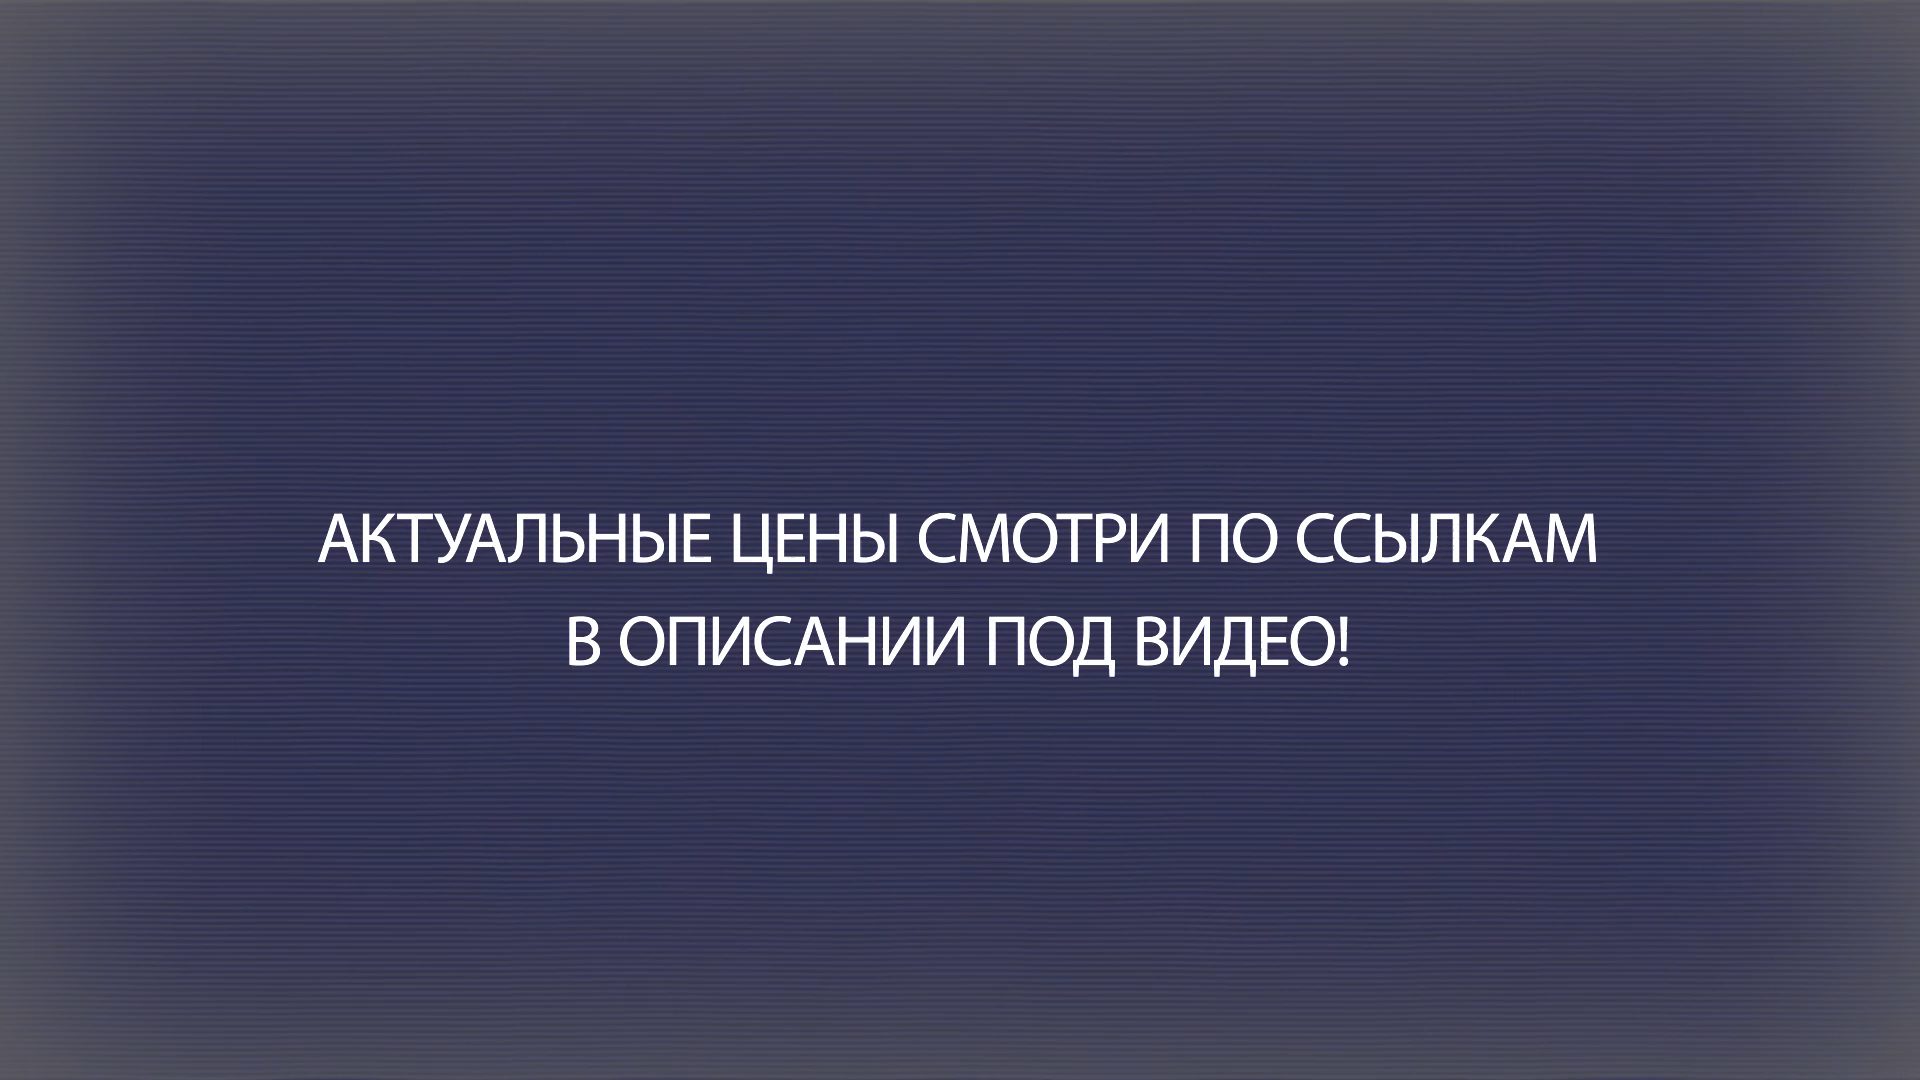 АКТУАЛЬНЫЕ ЦЕНЫ СМОТРИ ПО ССЫЛКАМ
В ОПИСАНИИ ПОД ВИДЕО!